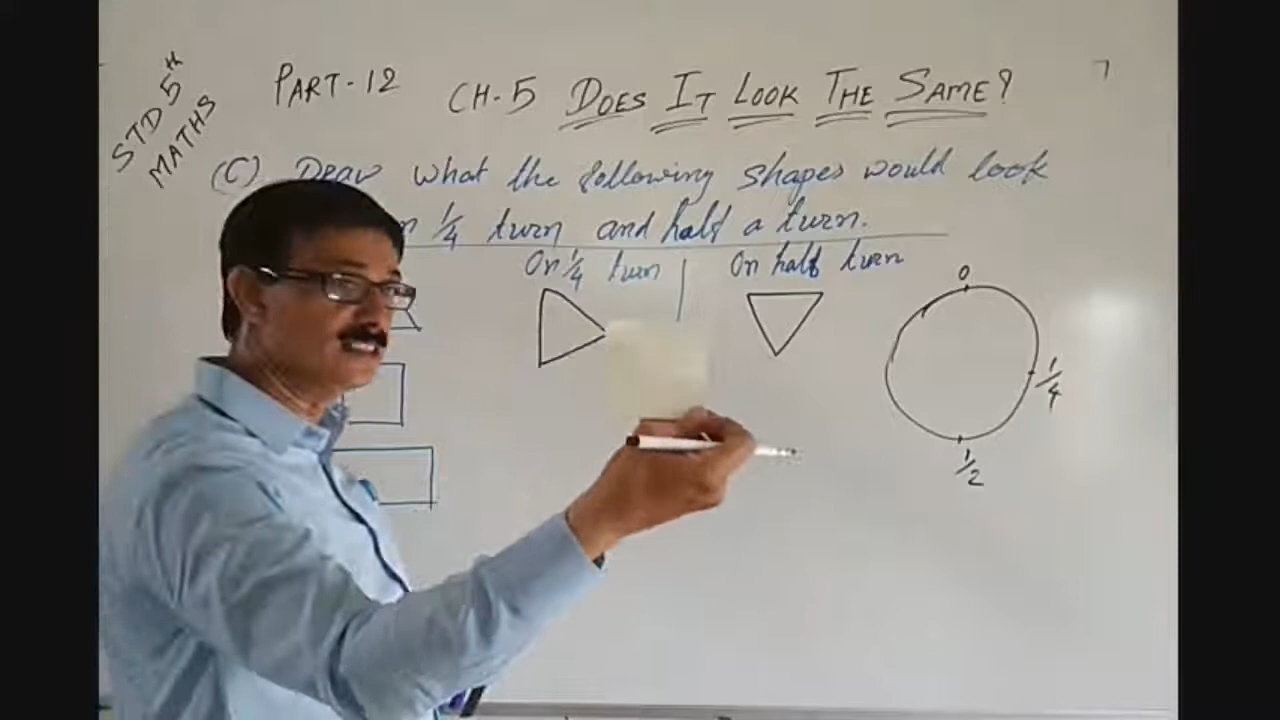 STD 5th
MATHS
PART-12 CH-5 DOES IT LOOK THE SAME?
(C) Draw what the following shapes would look
1/4 turn and half a turn.
On 1/4 turn | On half turn
0
1/4
1/2